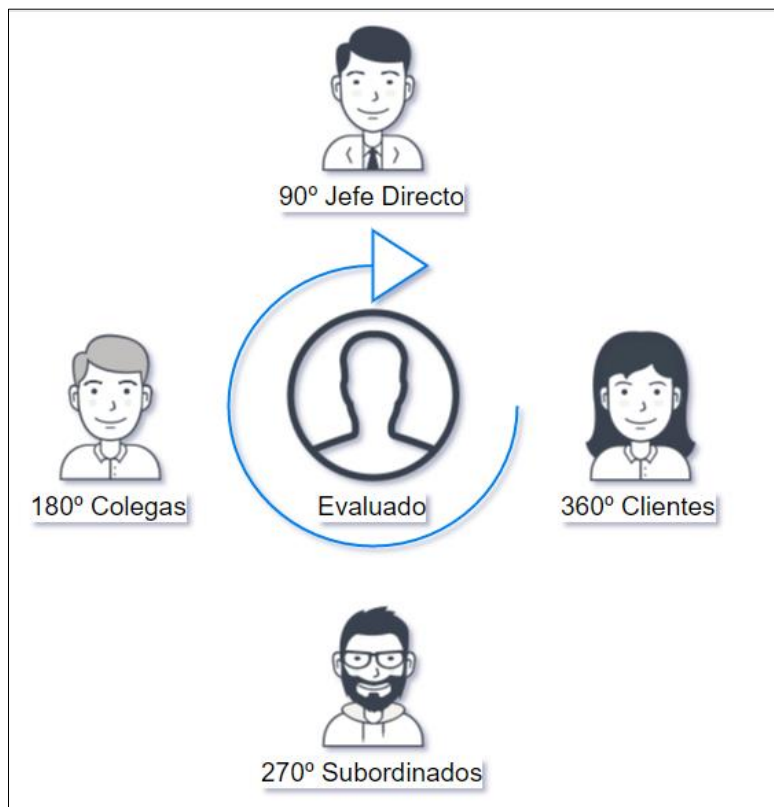 90º Jefe Directo
180º Colegas
Evaluado
360º Clientes
270º Subordinados